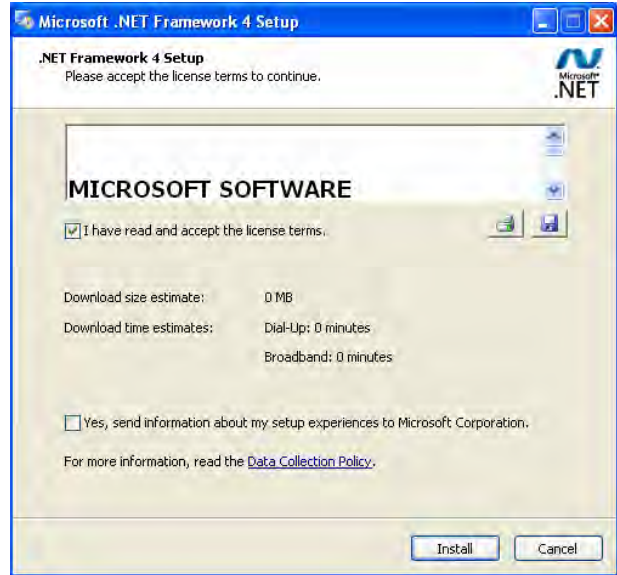 Microsoft .NET Framework 4 Setup
.NET Framework 4 Setup
Please accept the license terms to continue.
Microsoft
.NET
MICROSOFT SOFTWARE
I have read and accept the license terms.
Download size estimate: 0 MB
Download time estimates: Dial-Up: 0 minutes
Broadband: 0 minutes
Yes, send information about my setup experiences to Microsoft Corporation.
For more information, read the Data Collection Policy.
Install Cancel